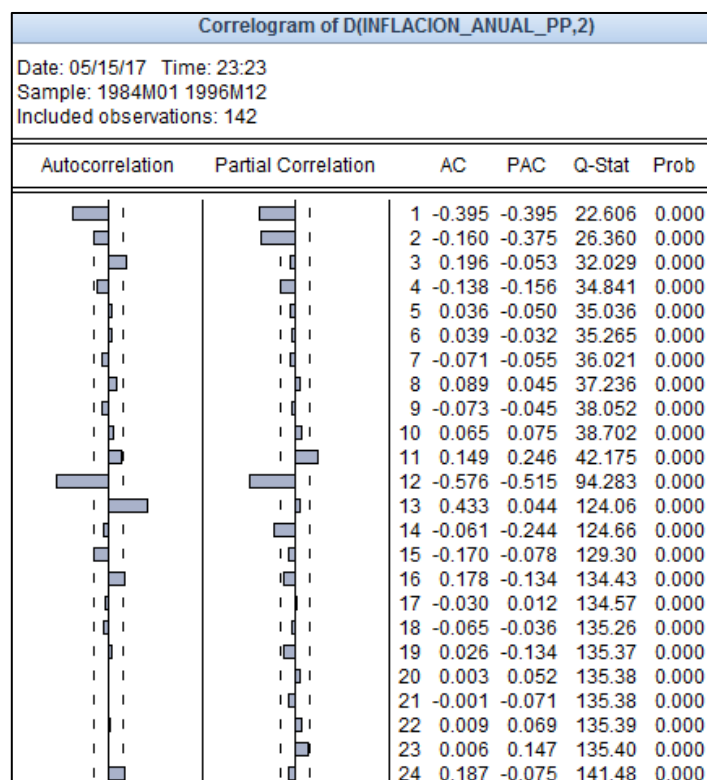 Correlogram of D(INFLACION_ANUAL_PP,2)
Date: 05/15/17 Time: 23:23
Sample: 1984M01 1996M12
Included observations: 142
Autocorrelation Partial Correlation AC PAC Q-Stat Prob
1 -0.395 -0.395 22.606 0.000
2 -0.160 -0.375 26.360 0.000
3 0.196 -0.053 32.029 0.000
4 -0.138 -0.156 34.841 0.000
5 0.036 -0.050 35.036 0.000
6 0.039 -0.032 35.265 0.000
7 -0.071 -0.055 36.021 0.000
8 0.089 0.045 37.236 0.000
9 -0.073 -0.045 38.052 0.000
10 0.065 0.075 38.702 0.000
11 0.149 0.246 42.175 0.000
12 -0.576 -0.515 94.283 0.000
13 0.433 0.044 124.06 0.000
14 -0.061 -0.244 124.66 0.000
15 -0.170 -0.078 129.30 0.000
16 0.178 -0.134 134.43 0.000
17 -0.030 0.012 134.57 0.000
18 -0.065 -0.036 135.26 0.000
19 0.026 -0.134 135.37 0.000
20 0.003 0.052 135.38 0.000
21 -0.001 -0.071 135.38 0.000
22 0.009 0.069 135.39 0.000
23 0.006 0.147 135.40 0.000
24 0.187 -0.075 141.48 0.000